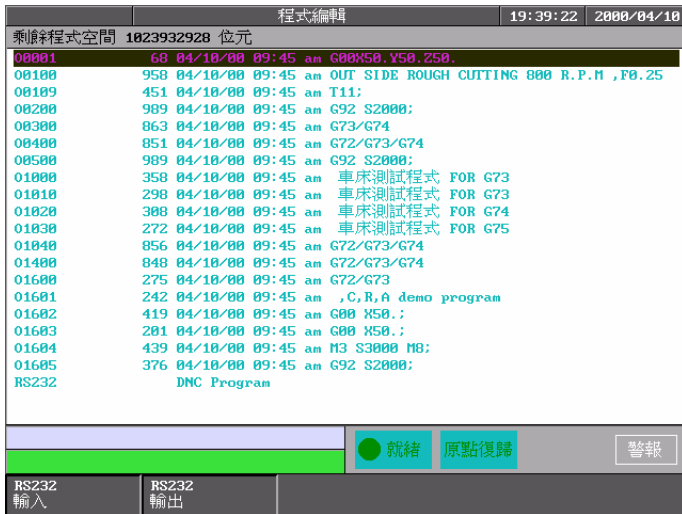 程式編輯 19:39:22 2000/04/10
剩餘程式空間 1023932928 位元
O0001 68 04/10/00 09:45 am G00X50.Y50.Z50.
O0100 958 04/10/00 09:45 am OUT SIDE ROUGH CUTTING 800 R.P.M ,F0.25
O0109 451 04/10/00 09:45 am T11;
O0200 989 04/10/00 09:45 am G92 S2000;
O0300 863 04/10/00 09:45 am G73/G74
O0400 851 04/10/00 09:45 am G72/G73/G74
O0500 989 04/10/00 09:45 am G92 S2000;
O1000 358 04/10/00 09:45 am 車床測試程式 FOR G73
O1010 298 04/10/00 09:45 am 車床測試程式 FOR G73
O1020 308 04/10/00 09:45 am 車床測試程式 FOR G74
O1030 272 04/10/00 09:45 am 車床測試程式 FOR G75
O1040 856 04/10/00 09:45 am G72/G73/G74
O1400 848 04/10/00 09:45 am G72/G73/G74
O1600 275 04/10/00 09:45 am G72/G73
O1601 242 04/10/00 09:45 am ,C,R,A demo program
O1602 419 04/10/00 09:45 am G00 X50.;
O1603 201 04/10/00 09:45 am G00 X50.;
O1604 439 04/10/00 09:45 am M3 S3000 M8;
O1605 376 04/10/00 09:45 am G92 S2000;
RS232 DNC Program
就緒 原點復歸 警報
RS232 RS232
輸入 輸出